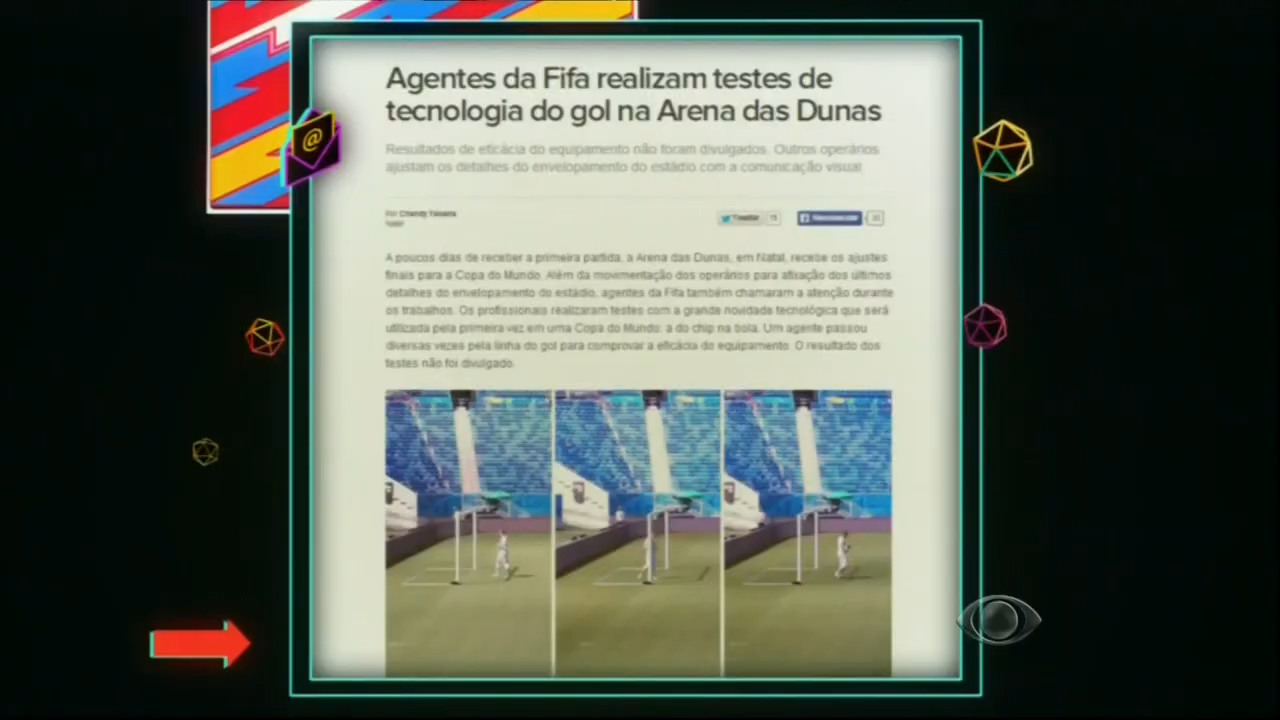 Agentes da Fifa realizam testes de
tecnologia do gol na Arena das Dunas
Resultados de eficácia do equipamento não foram divulgados. Outros operários
ajustam os detalhes do envelopamento do estádio com a comunicação visual
@
Por
A poucos dias de receber a primeira partida, a Arena das Dunas, em Natal, recebe os ajustes
finais para a Copa do Mundo. Além da movimentação dos operários para afixação dos últimos
detalhes do envelopamento do estádio, agentes da Fifa também chamaram a atenção durante
os trabalhos. Os profissionais realizaram testes com a grande novidade tecnológica que será
utilizada pela primeira vez em uma Copa do Mundo: a do chip na bola. Um agente passou
diversas vezes pela linha do gol para comprovar a eficácia do equipamento. O resultado dos
testes não foi divulgado.